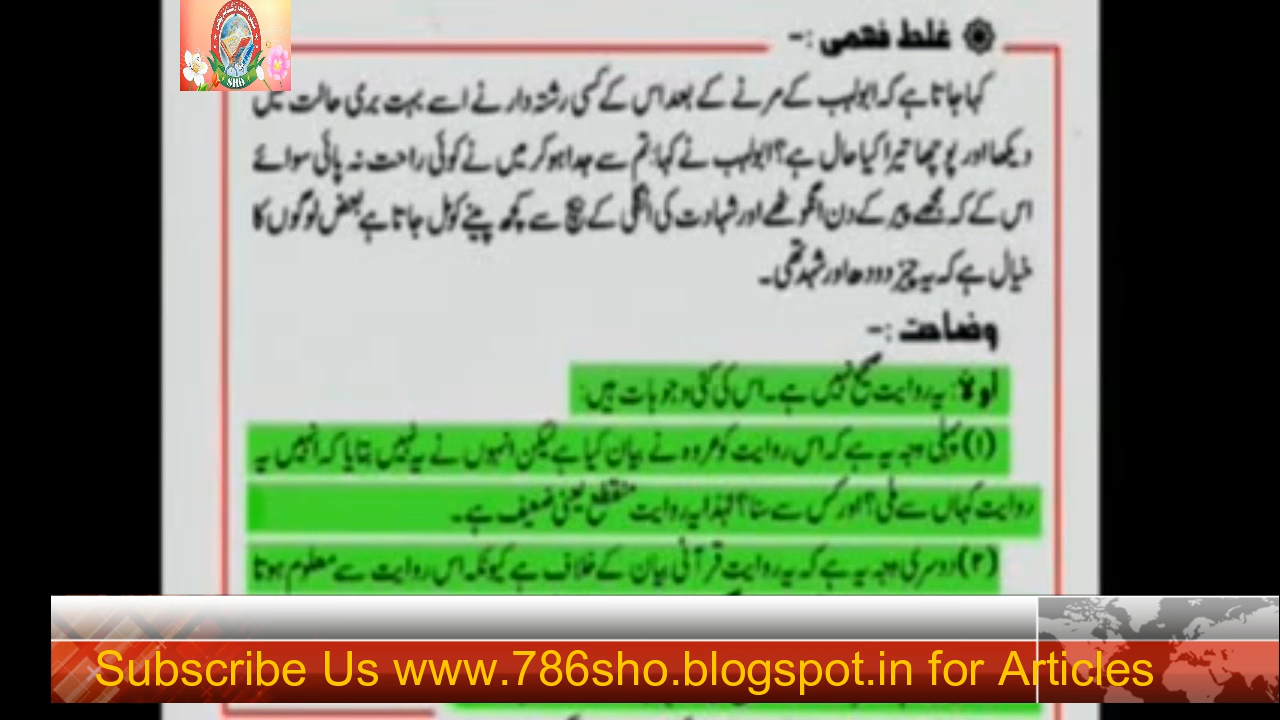 SHO
غلط فہمی :-
کہا جاتا ہے کہ ابولہب کے مرنے کے بعد اس کے کسی رشتہ دار نے اسے بہت بری حالت میں
دیکھا اور پوچھا تیرا کیا حال ہے؟ ابولہب نے کہا: تم سے جدا ہو کر میں نے کوئی راحت نہ پائی سوائے
اس کے کہ مجھے پیر کے دن انگوٹھے اور شہادت کی انگلی کے بیچ سے کچھ پینے کو مل جاتا ہے بعض لوگوں کا
خیال ہے کہ یہ چیز دودھ اور شہد تھی۔
وضاحت :-
اولاً: یہ روایت صحیح نہیں ہے۔ اس کی کئی وجوہات ہیں:
(۱) پہلی وجہ یہ ہے کہ اس روایت کو عروہ نے بیان کیا ہے لیکن انہوں نے یہ نہیں بتایا کہ انہیں یہ
روایت کہاں سے ملی؟ اور کس سے سنا؟ لہٰذا یہ روایت منقطع یعنی ضعیف ہے۔
(۲) دوسری وجہ یہ ہے کہ یہ روایت قرآنی بیان کے خلاف ہے کیونکہ اس روایت سے معلوم ہوتا
Subscribe Us www.786sho.blogspot.in for Articles